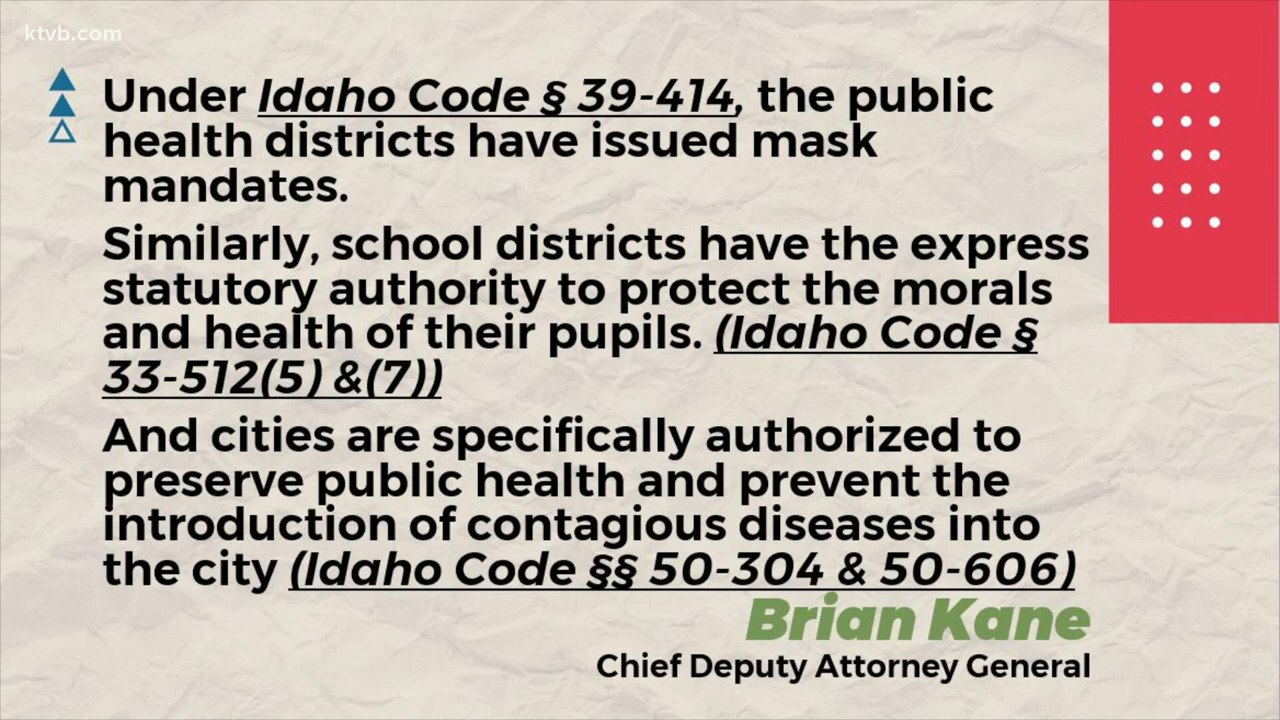 ktvb.com
Under Idaho Code § 39-414, the public
health districts have issued mask
mandates.
Similarly, school districts have the express
statutory authority to protect the morals
and health of their pupils. (Idaho Code §
33-512(5) &(7))
And cities are specifically authorized to
preserve public health and prevent the
introduction of contagious diseases into
the city (Idaho Code §§ 50-304 & 50-606)
Brian Kane
Chief Deputy Attorney General